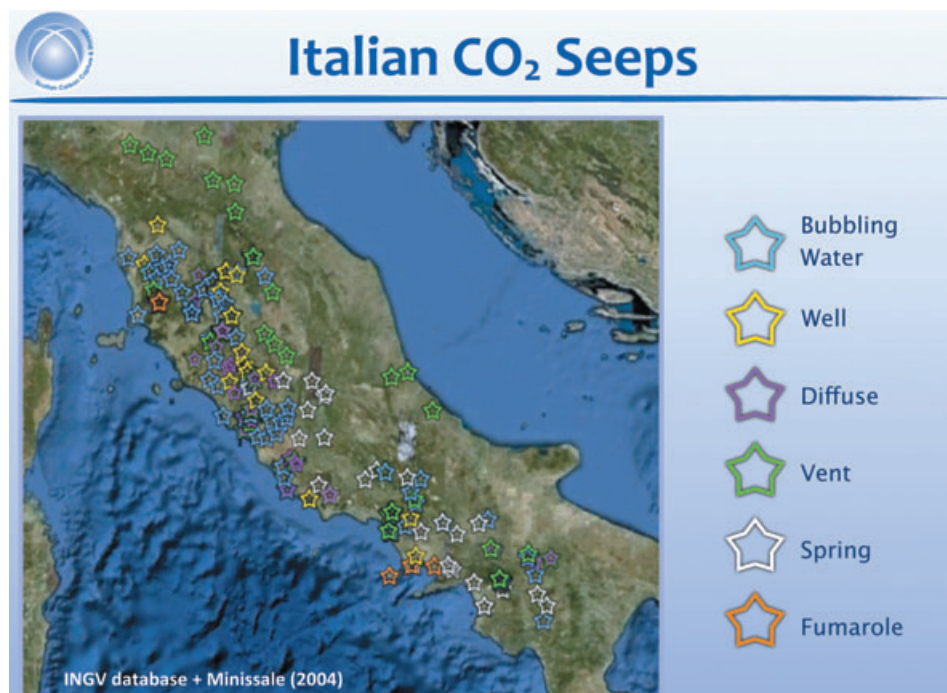 Italian CO₂ Seeps
Bubbling
Water
Well
Diffuse
Vent
Spring
Fumarole
INGV database + Minissale (2004)